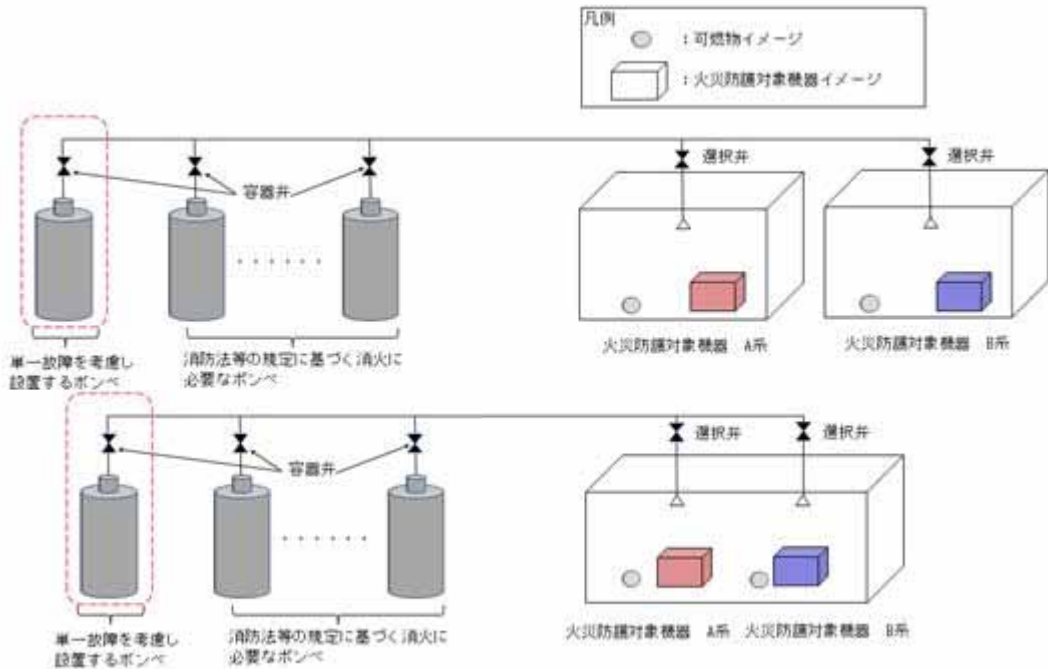 凡例
：可燃物イメージ
：火災防護対象機器イメージ
選択弁
選択弁
容器弁
・・・・・・
火災防護対象機器　A系
火災防護対象機器　B系
単一故障を考慮し
設置するボンベ
消防法等の規定に基づく消火に
必要なボンベ
選択弁
選択弁
容器弁
・・・・・・
火災防護対象機器　A系
火災防護対象機器　B系
単一故障を考慮し
設置するボンベ
消防法等の規定に基づく消火に
必要なボンベ